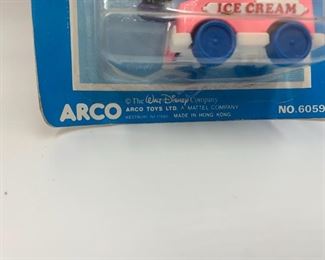 ICE CREAM
ARCO
© The Walt Disney Company
ARCO TOYS LTD. A MATTEL COMPANY
MADE IN HONG KONG
NO.6059